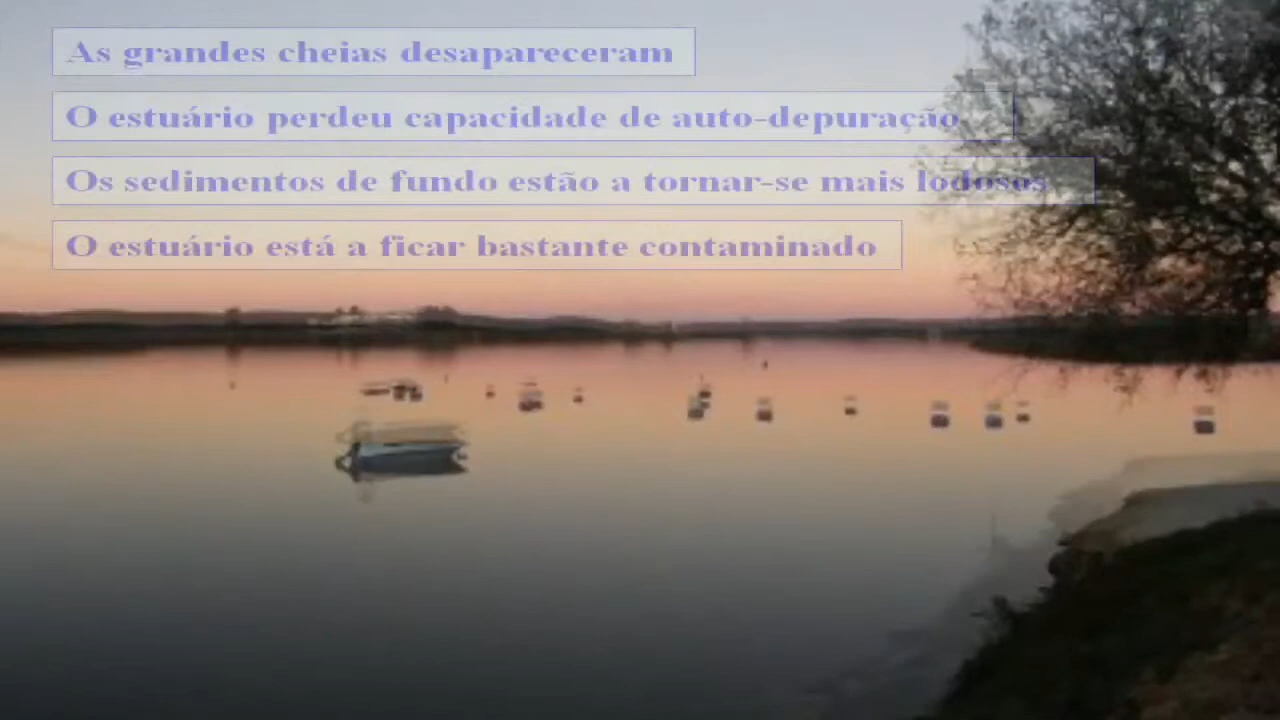 As grandes cheias desapareceram
O estuário perdeu capacidade de auto-depuração
Os sedimentos de fundo estão a tornar-se mais lodosos
O estuário está a ficar bastante contaminado